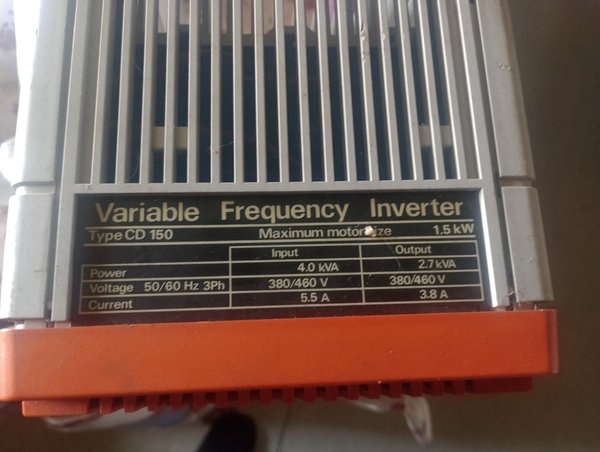 Variable Frequency Inverter
Type CD 150 Maximum motor size 1.5 kW
Input Output
Power 4.0 kVA 2.7 kVA
Voltage 50/60 Hz 3Ph 380/460 V 380/460 V
Current 5.5 A 3.8 A